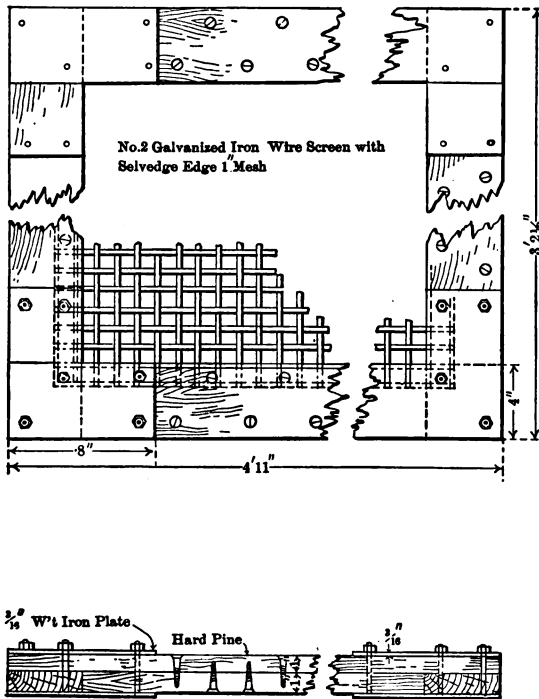 No.2 Galvanized Iron Wire Screen with
Selvedge Edge 1" Mesh
3' 2½"
4"
8"
4'11"
3/16" W't Iron Plate
Hard Pine
3/16"